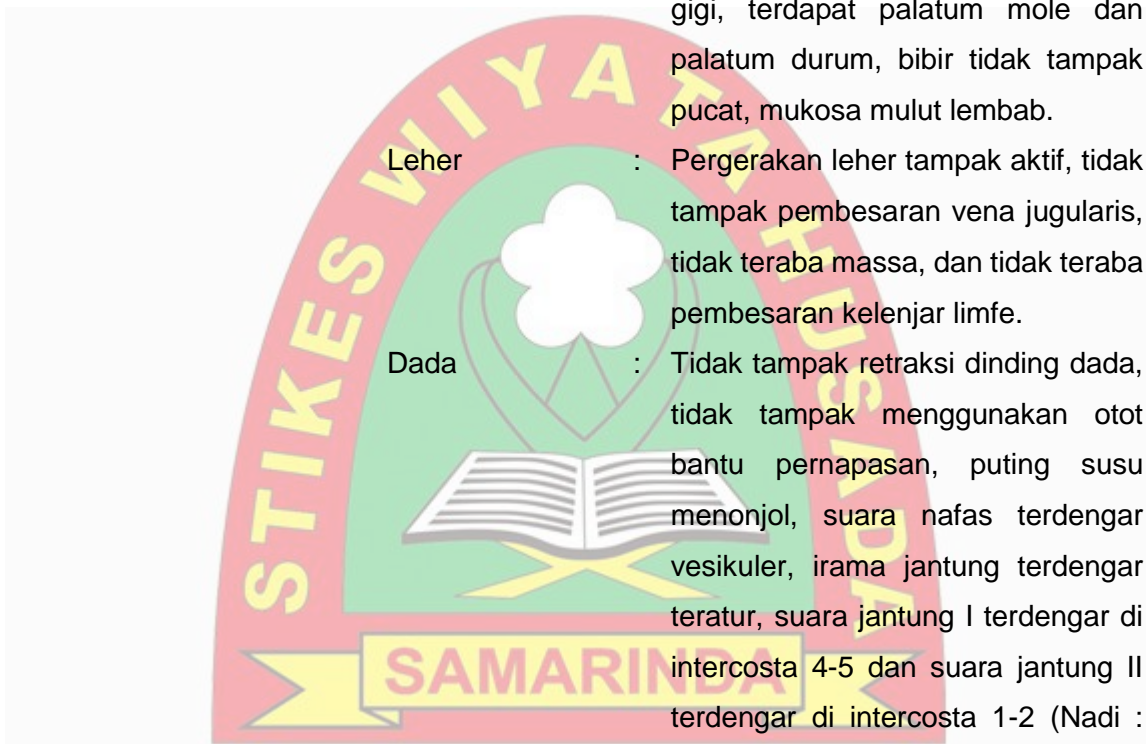 gigi, terdapat palatum mole dan
palatum durum, bibir tidak tampak
pucat, mukosa mulut lembab.
Leher : Pergerakan leher tampak aktif, tidak
tampak pembesaran vena jugularis,
tidak teraba massa, dan tidak teraba
pembesaran kelenjar limfe.
Dada : Tidak tampak retraksi dinding dada,
tidak tampak menggunakan otot
bantu pernapasan, puting susu
menonjol, suara nafas terdengar
vesikuler, irama jantung terdengar
teratur, suara jantung I terdengar di
intercosta 4-5 dan suara jantung II
terdengar di intercosta 1-2 (Nadi :
STIKES WIYATA HUSADA
SAMARINDA